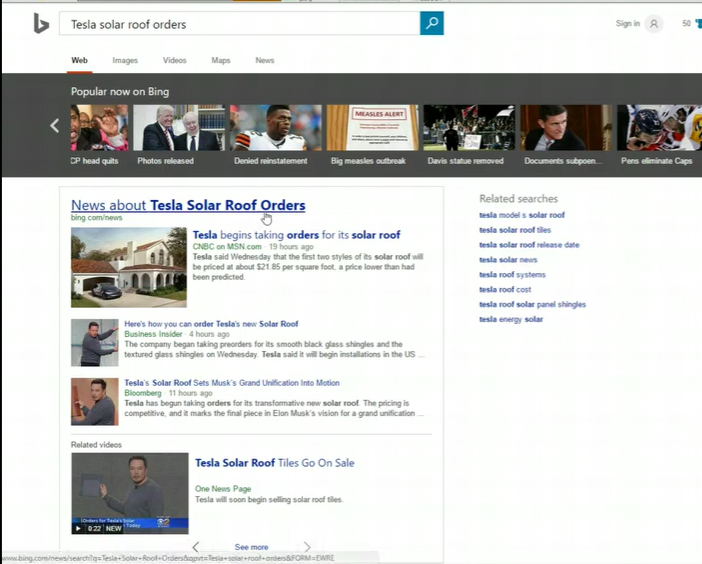 Tesla solar roof orders
Sign in
50
Web
Images
Videos
Maps
News
Popular now on Bing
MEASLES ALERT
CP head quits
Photos released
Denied reinstatement
Big measles outbreak
Davis statue removed
Documents subpoen...
Pens eliminate Caps
News about Tesla Solar Roof Orders
bing.com/news
Tesla begins taking orders for its solar roof
CNBC on MSN.com · 19 hours ago
Tesla said Wednesday that the first two styles of its solar roof will
be priced at about $21.85 per square foot, a price lower than had
been predicted.
Here's how you can order Tesla's new Solar Roof
Business Insider · 4 hours ago
The company began taking preorders for its smooth black glass shingles and the
textured glass shingles on Wednesday. Tesla said it will begin installations in the US ...
Tesla's Solar Roof Sets Musk's Grand Unification Into Motion
Bloomberg · 11 hours ago
Tesla has begun taking orders for its transformative new solar roof. The pricing is
competitive, and it marks the final piece in Elon Musk's vision for a grand unification ...
Related videos
Orders for Tesla's Solar
Today
0:22 NEW
Tesla Solar Roof Tiles Go On Sale
One News Page
Tesla will soon begin selling solar roof tiles.
See more
Related searches
tesla model s solar roof
tesla solar roof tiles
tesla solar roof release date
tesla solar news
tesla roof systems
tesla roof cost
tesla roof solar panel shingles
tesla energy solar
www.bing.com/news/search?q=Tesla+Solar+Roof+Orders&qpvt=Tesla+solar+roof+orders&FORM=EWRE